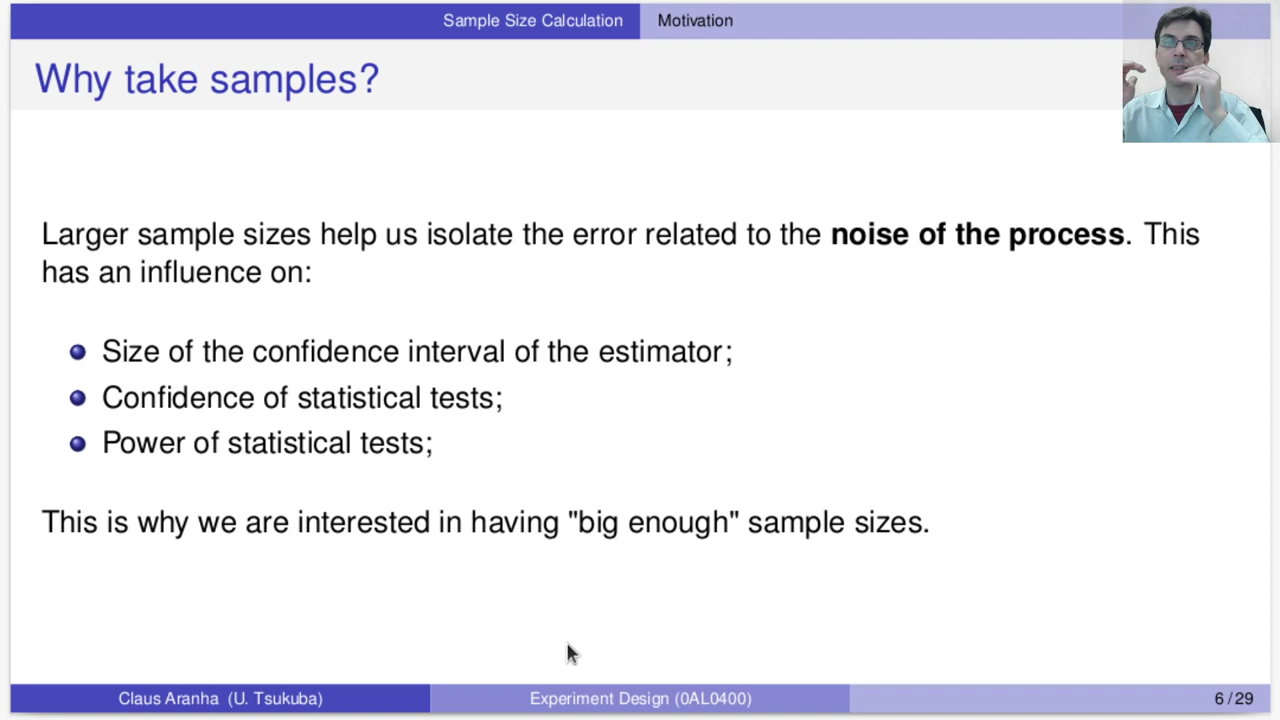 Sample Size Calculation Motivation
Why take samples?
Larger sample sizes help us isolate the error related to the noise of the process. This
has an influence on:
Size of the confidence interval of the estimator;
Confidence of statistical tests;
Power of statistical tests;
This is why we are interested in having "big enough" sample sizes.
Claus Aranha (U. Tsukuba) Experiment Design (0AL0400) 6 / 29